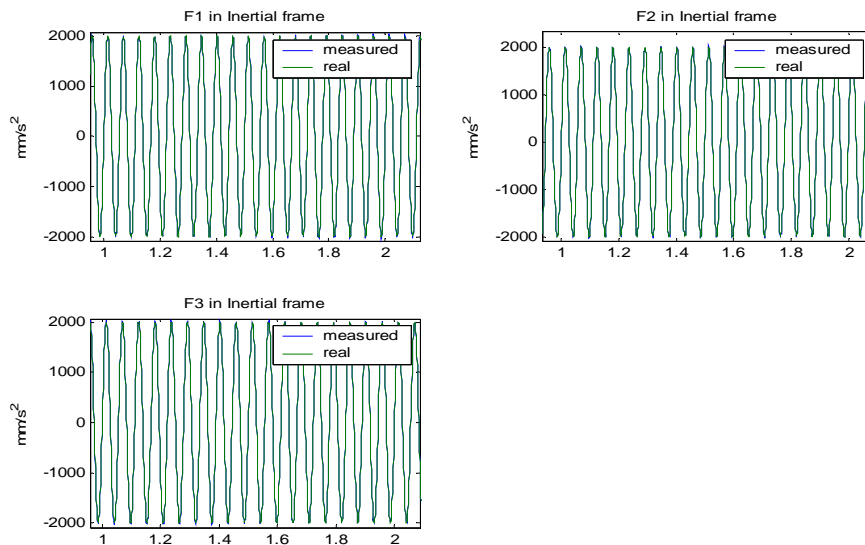 F1 in Inertial frame
2000
1000
0
-1000
-2000
mm/s²
measured
real
1 1.2 1.4 1.6 1.8 2
F2 in Inertial frame
2000
1000
0
-1000
-2000
mm/s²
measured
real
1 1.2 1.4 1.6 1.8 2
F3 in Inertial frame
2000
1000
0
-1000
-2000
mm/s²
measured
real
1 1.2 1.4 1.6 1.8 2